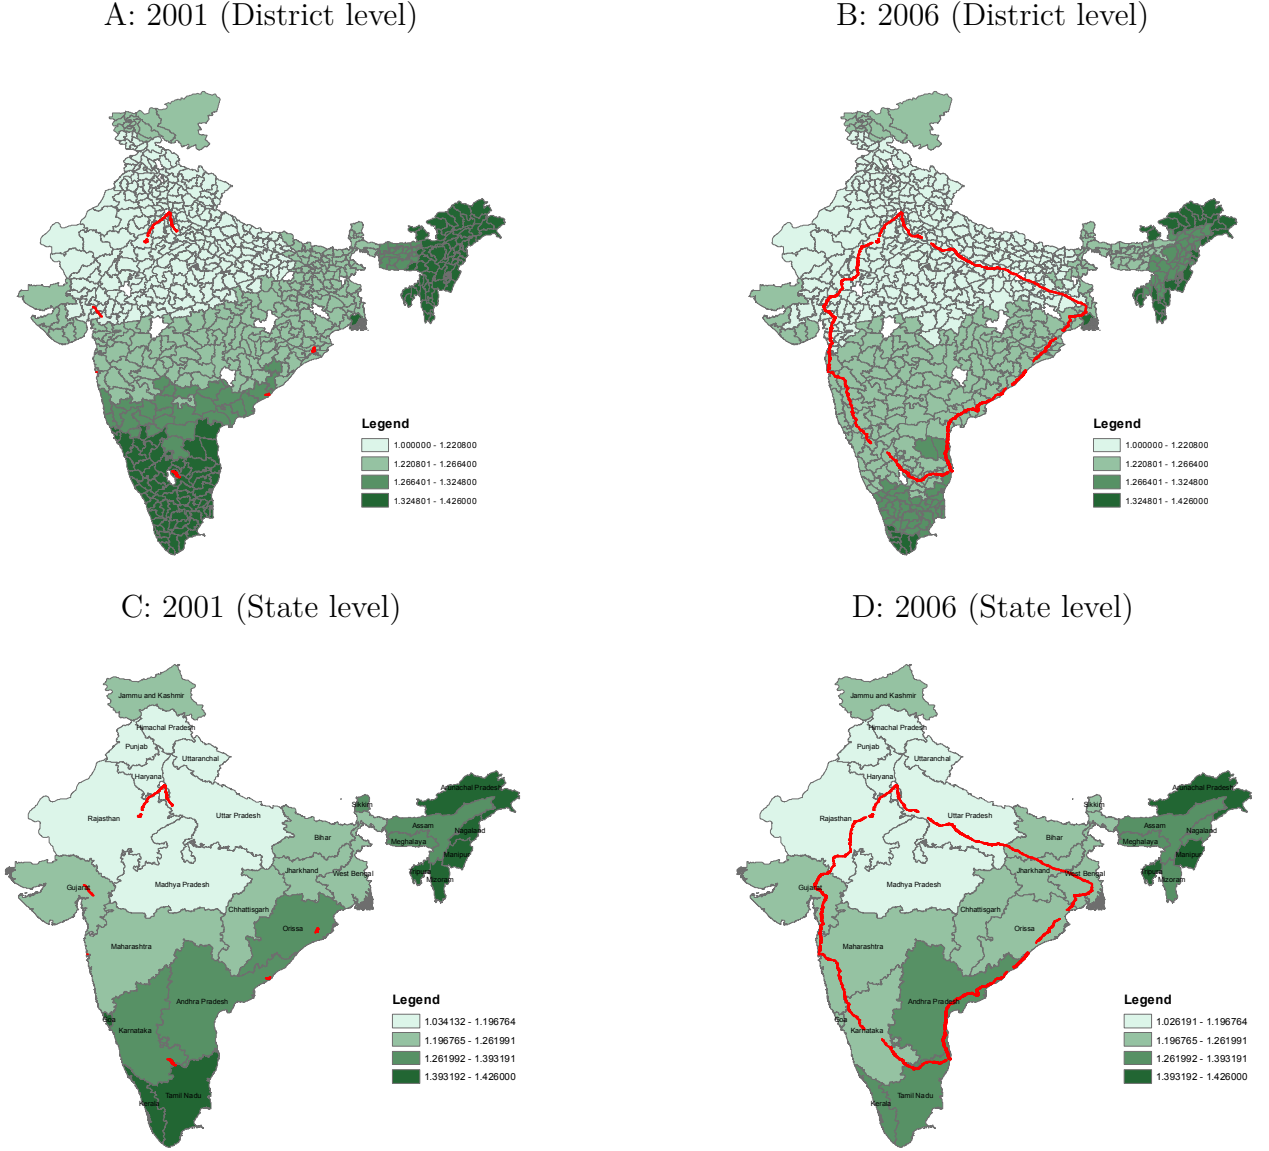 A: 2001 (District level)
B: 2006 (District level)
Legend
1.000000 - 1.220800
1.220801 - 1.266400
1.266401 - 1.324800
1.324801 - 1.426000
Legend
1.000000 - 1.220800
1.220801 - 1.266400
1.266401 - 1.324800
1.324801 - 1.426000
C: 2001 (State level)
D: 2006 (State level)
Jammu and Kashmir
Himachal Pradesh
Punjab
Uttaranchal
Haryana
Rajasthan
Uttar Pradesh
Sikkim
Arunachal Pradesh
Assam
Nagaland
Meghalaya
Manipur
Tripura
Mizoram
Bihar
Jharkhand
West Bengal
Gujarat
Madhya Pradesh
Chhattisgarh
Orissa
Maharashtra
Andhra Pradesh
Goa
Karnataka
Kerala
Tamil Nadu
Legend
1.034132 - 1.196764
1.196765 - 1.261991
1.261992 - 1.393191
1.393192 - 1.426000
Jammu and Kashmir
Himachal Pradesh
Punjab
Uttaranchal
Haryana
Rajasthan
Uttar Pradesh
Sikkim
Arunachal Pradesh
Assam
Nagaland
Meghalaya
Manipur
Tripura
Mizoram
Bihar
Jharkhand
West Bengal
Gujarat
Madhya Pradesh
Chhattisgarh
Orissa
Maharashtra
Andhra Pradesh
Goa
Karnataka
Kerala
Tamil Nadu
Legend
1.026191 - 1.196764
1.196765 - 1.261991
1.261992 - 1.393191
1.393192 - 1.426000